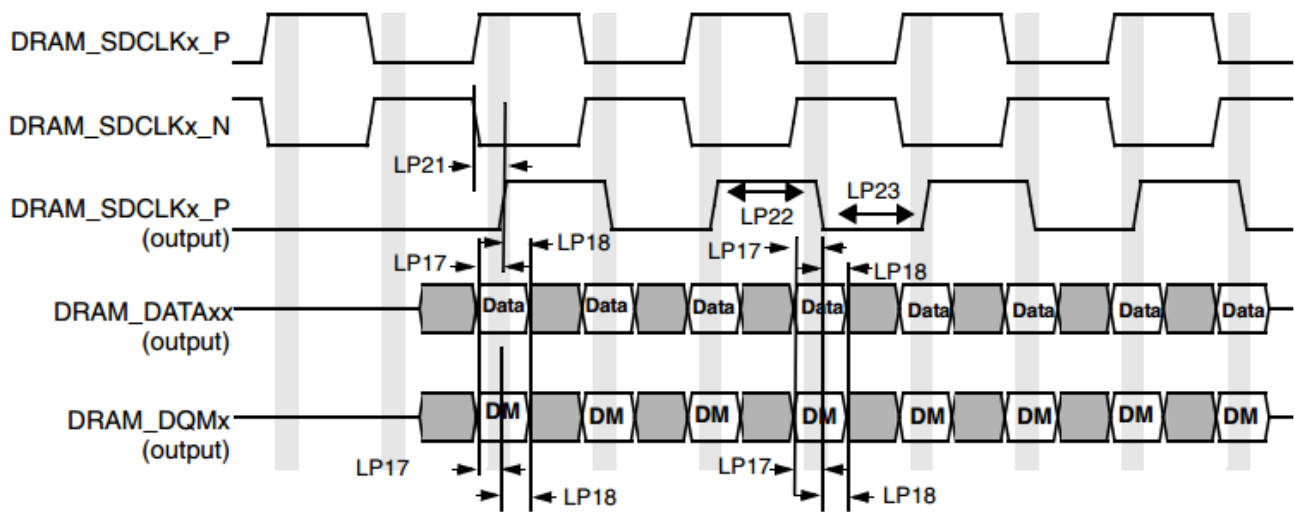 DRAM_SDCLKx_P
DRAM_SDCLKx_N
LP21
DRAM_SDCLKx_P
(output)
LP22
LP23
LP17
LP18
LP17
LP18
DRAM_DATAxx
(output)
Data
Data
Data
Data
Data
Data
Data
Data
DRAM_DQMx
(output)
DM
DM
DM
DM
DM
DM
DM
DM
LP17
LP18
LP17
LP18